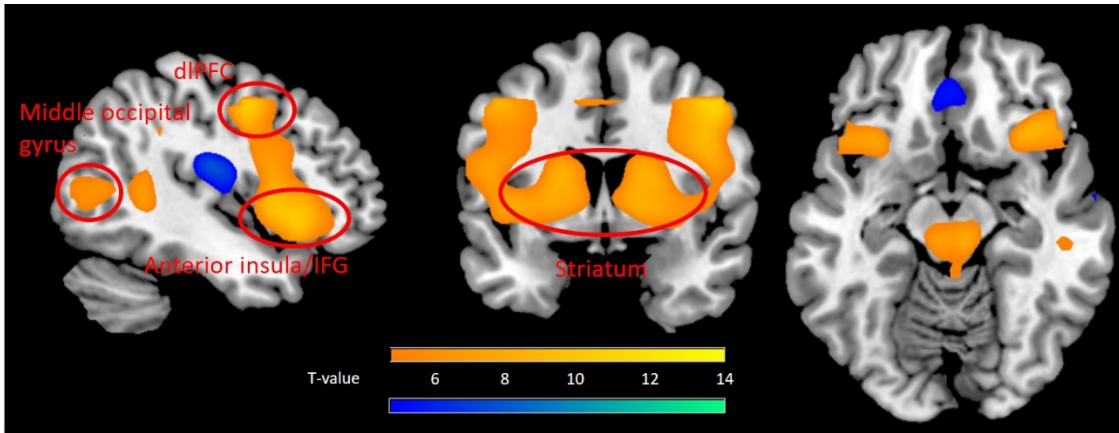 dlPFC
Middle occipital
gyrus
Anterior insula/IFG
Striatum
T-value
6 8 10 12 14